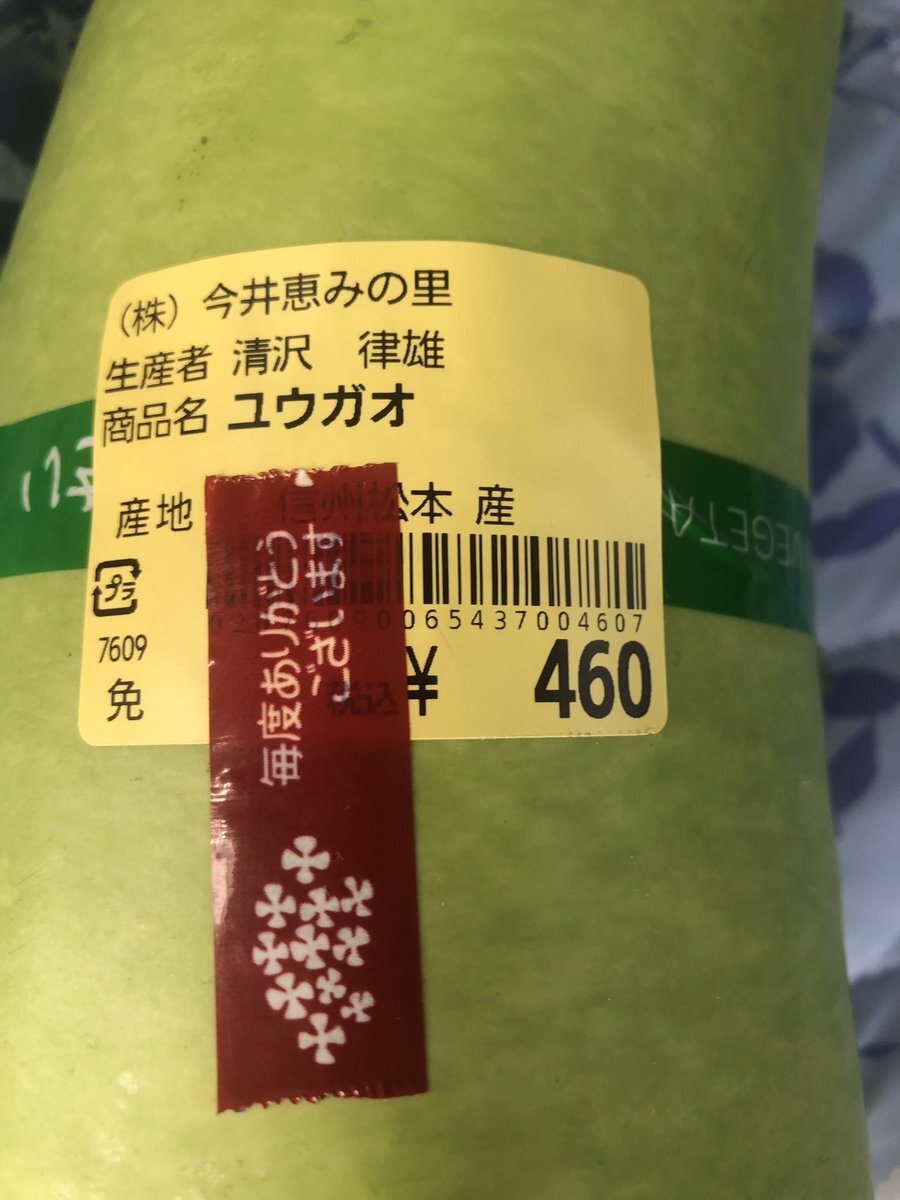 （株） 今井恵みの里
生産者 清沢 律雄
商品名 ユウガオ
産地 信州松本 産
プラ
7609
免
税込 ¥ 460
毎度ありがとう
ございます